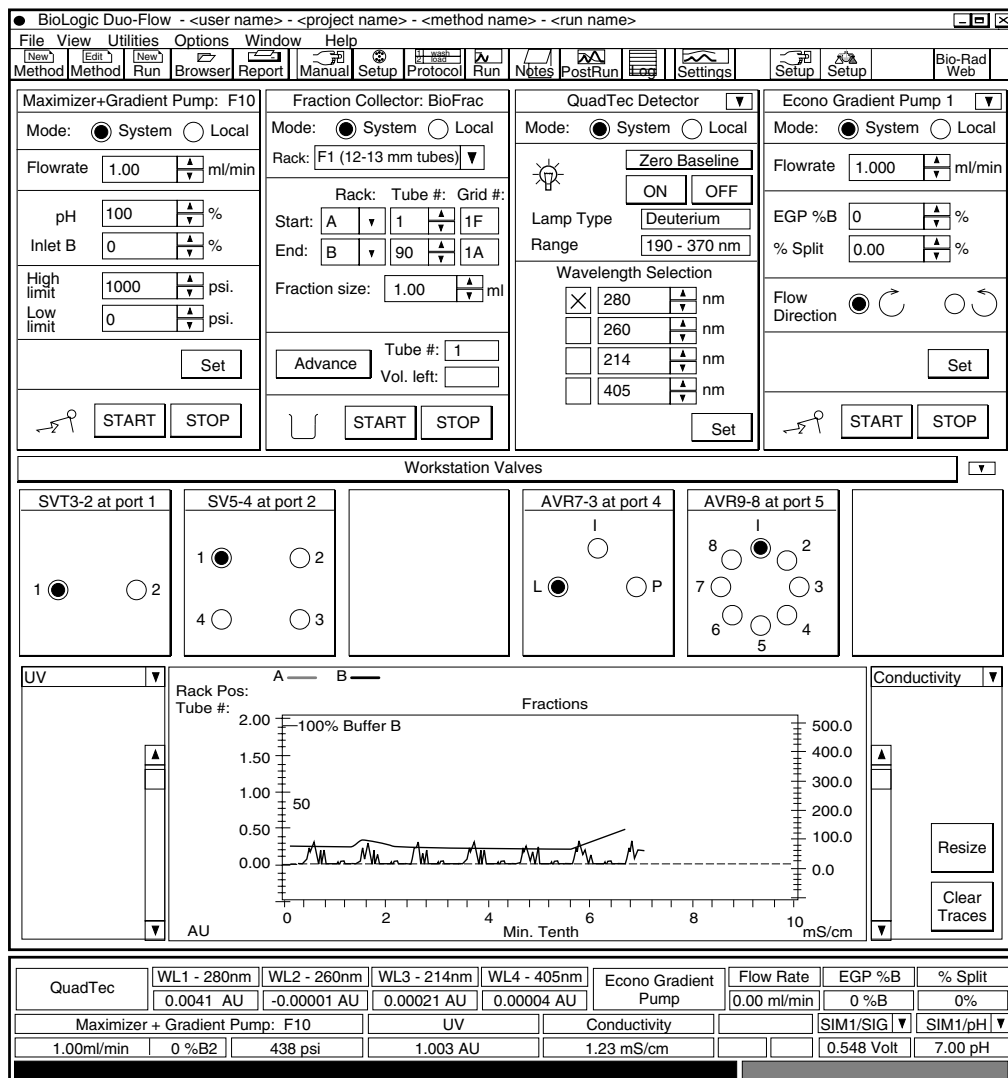 BioLogic Duo-Flow - <user name> - <project name> - <method name> - <run name>
File View Utilities Options Window Help
New Method
Edit Method
New Run
Browser
Report
Manual
Setup
1 wash 2 load Protocol
Run
Notes
PostRun
Log
Settings
Setup
Setup
Bio-Rad Web
Maximizer+Gradient Pump: F10
Mode: System Local
Flowrate 1.00 ml/min
pH 100 %
Inlet B 0 %
High limit 1000 psi.
Low limit 0 psi.
Set
START STOP
Fraction Collector: BioFrac
Mode: System Local
Rack: F1 (12-13 mm tubes)
Rack: Tube #: Grid #:
Start: A 1 1F
End: B 90 1A
Fraction size: 1.00 ml
Advance
Tube #: 1
Vol. left:
START STOP
QuadTec Detector
Mode: System Local
Zero Baseline
ON OFF
Lamp Type Deuterium
Range 190 - 370 nm
Wavelength Selection
280 nm
260 nm
214 nm
405 nm
Set
Econo Gradient Pump 1
Mode: System Local
Flowrate 1.000 ml/min
EGP %B 0 %
% Split 0.00 %
Flow Direction
Set
START STOP
Workstation Valves
SVT3-2 at port 1
1 2
SV5-4 at port 2
1 2
4 3
AVR7-3 at port 4
I
L P
AVR9-8 at port 5
I
8 2
7 3
6 4
5
UV
A B
Rack Pos:
Tube #:
Fractions
100% Buffer B
50
2.00
1.50
1.00
0.50
0.00
500.0
400.0
300.0
200.0
100.0
0.0
0 2 4 6 8 10
AU Min. Tenth mS/cm
Conductivity
Resize
Clear Traces
QuadTec
WL1 - 280nm WL2 - 260nm WL3 - 214nm WL4 - 405nm
0.0041 AU -0.00001 AU 0.00021 AU 0.00004 AU
Econo Gradient Pump
Flow Rate EGP %B % Split
0.00 ml/min 0 %B 0%
Maximizer + Gradient Pump: F10 UV Conductivity SIM1/SIG SIM1/pH
1.00ml/min 0 %B2 438 psi 1.003 AU 1.23 mS/cm 0.548 Volt 7.00 pH